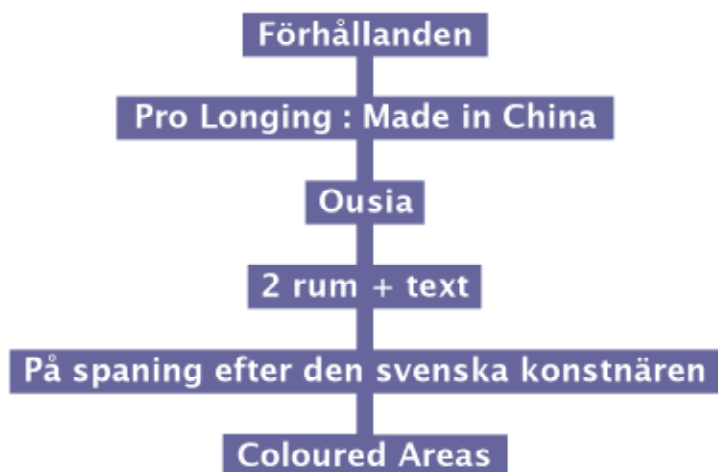 Förhållanden
Pro Longing : Made in China
Ousia
2 rum + text
På spaning efter den svenska konstnären
Coloured Areas